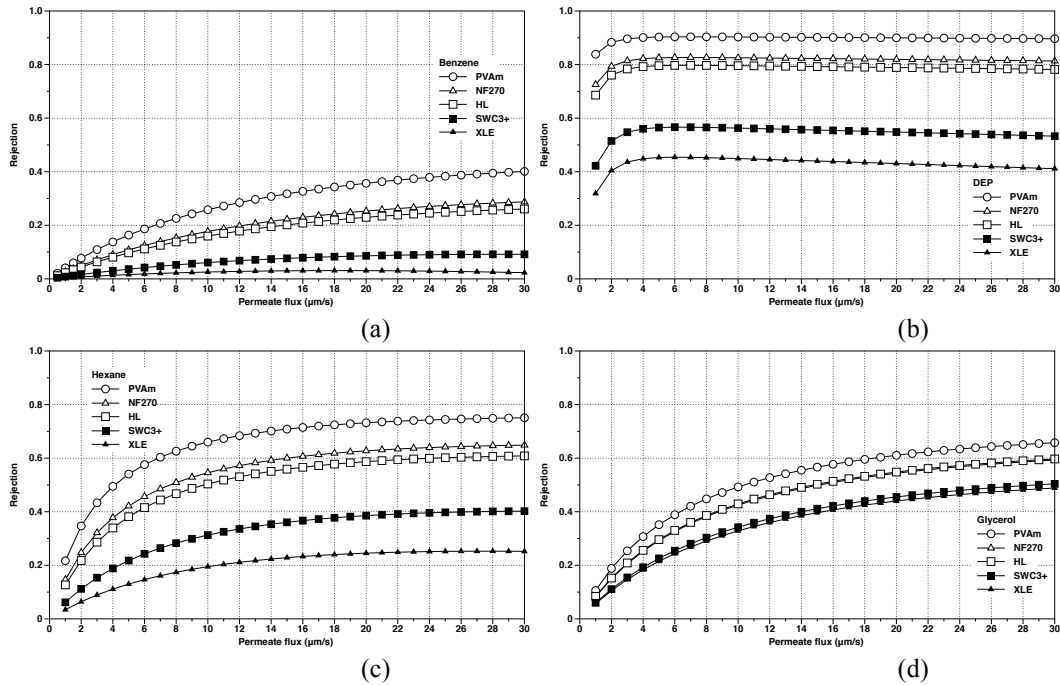 1.0
0.8
0.6
0.4
0.2
0
Rejection
Benzene
PVAm
NF270
HL
SWC3+
XLE
0 2 4 6 8 10 12 14 16 18 20 22 24 26 28 30
Permeate flux (µm/s)
(a)
1.0
0.8
0.6
0.4
0.2
0
Rejection
DEP
PVAm
NF270
HL
SWC3+
XLE
0 2 4 6 8 10 12 14 16 18 20 22 24 26 28 30
Permeate flux (µm/s)
(b)
1.0
0.8
0.6
0.4
0.2
0
Rejection
Hexane
PVAm
NF270
HL
SWC3+
XLE
0 2 4 6 8 10 12 14 16 18 20 22 24 26 28 30
Permeate flux (µm/s)
(c)
1.0
0.8
0.6
0.4
0.2
0
Rejection
Glycerol
PVAm
NF270
HL
SWC3+
XLE
0 2 4 6 8 10 12 14 16 18 20 22 24 26 28 30
Permeate flux (µm/s)
(d)